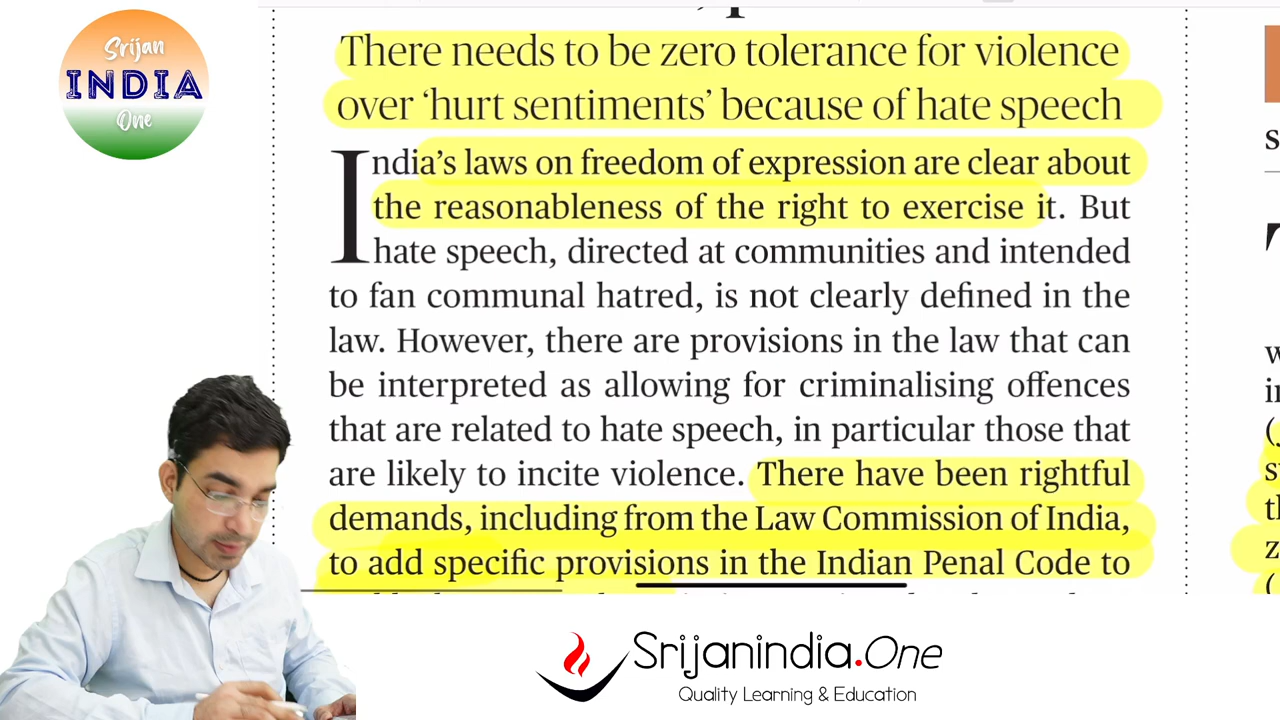 Srijan
INDIA
One
There needs to be zero tolerance for violence
over ‘hurt sentiments’ because of hate speech
India’s laws on freedom of expression are clear about
the reasonableness of the right to exercise it. But
hate speech, directed at communities and intended
to fan communal hatred, is not clearly defined in the
law. However, there are provisions in the law that can
be interpreted as allowing for criminalising offences
that are related to hate speech, in particular those that
are likely to incite violence. There have been rightful
demands, including from the Law Commission of India,
to add specific provisions in the Indian Penal Code to
Srijanindia.One
Quality Learning & Education